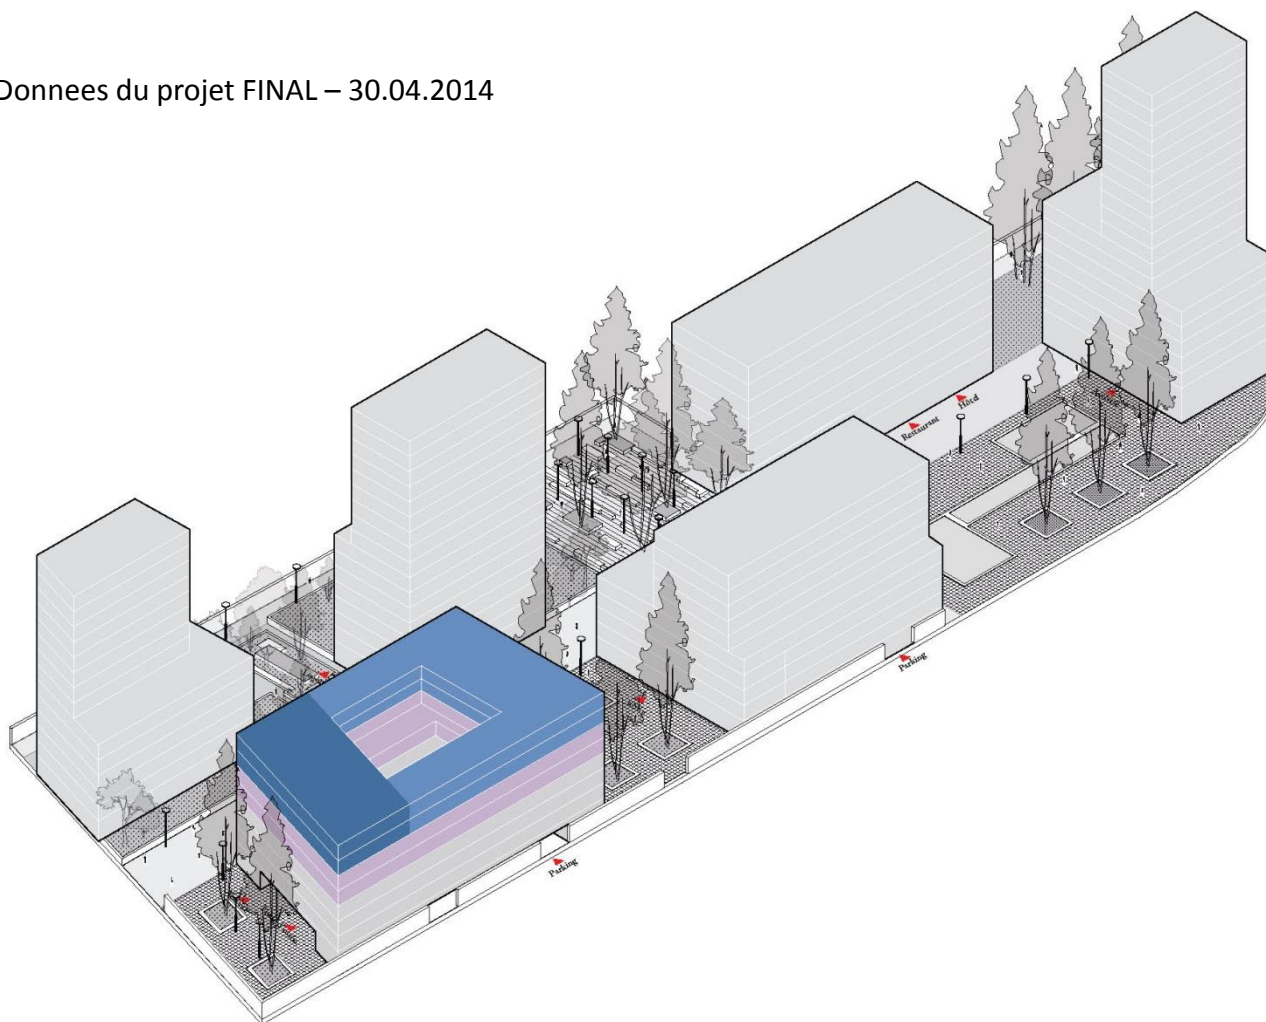 Donnees du projet FINAL – 30.04.2014
Hôtel
Restaurant
Parking
Parking